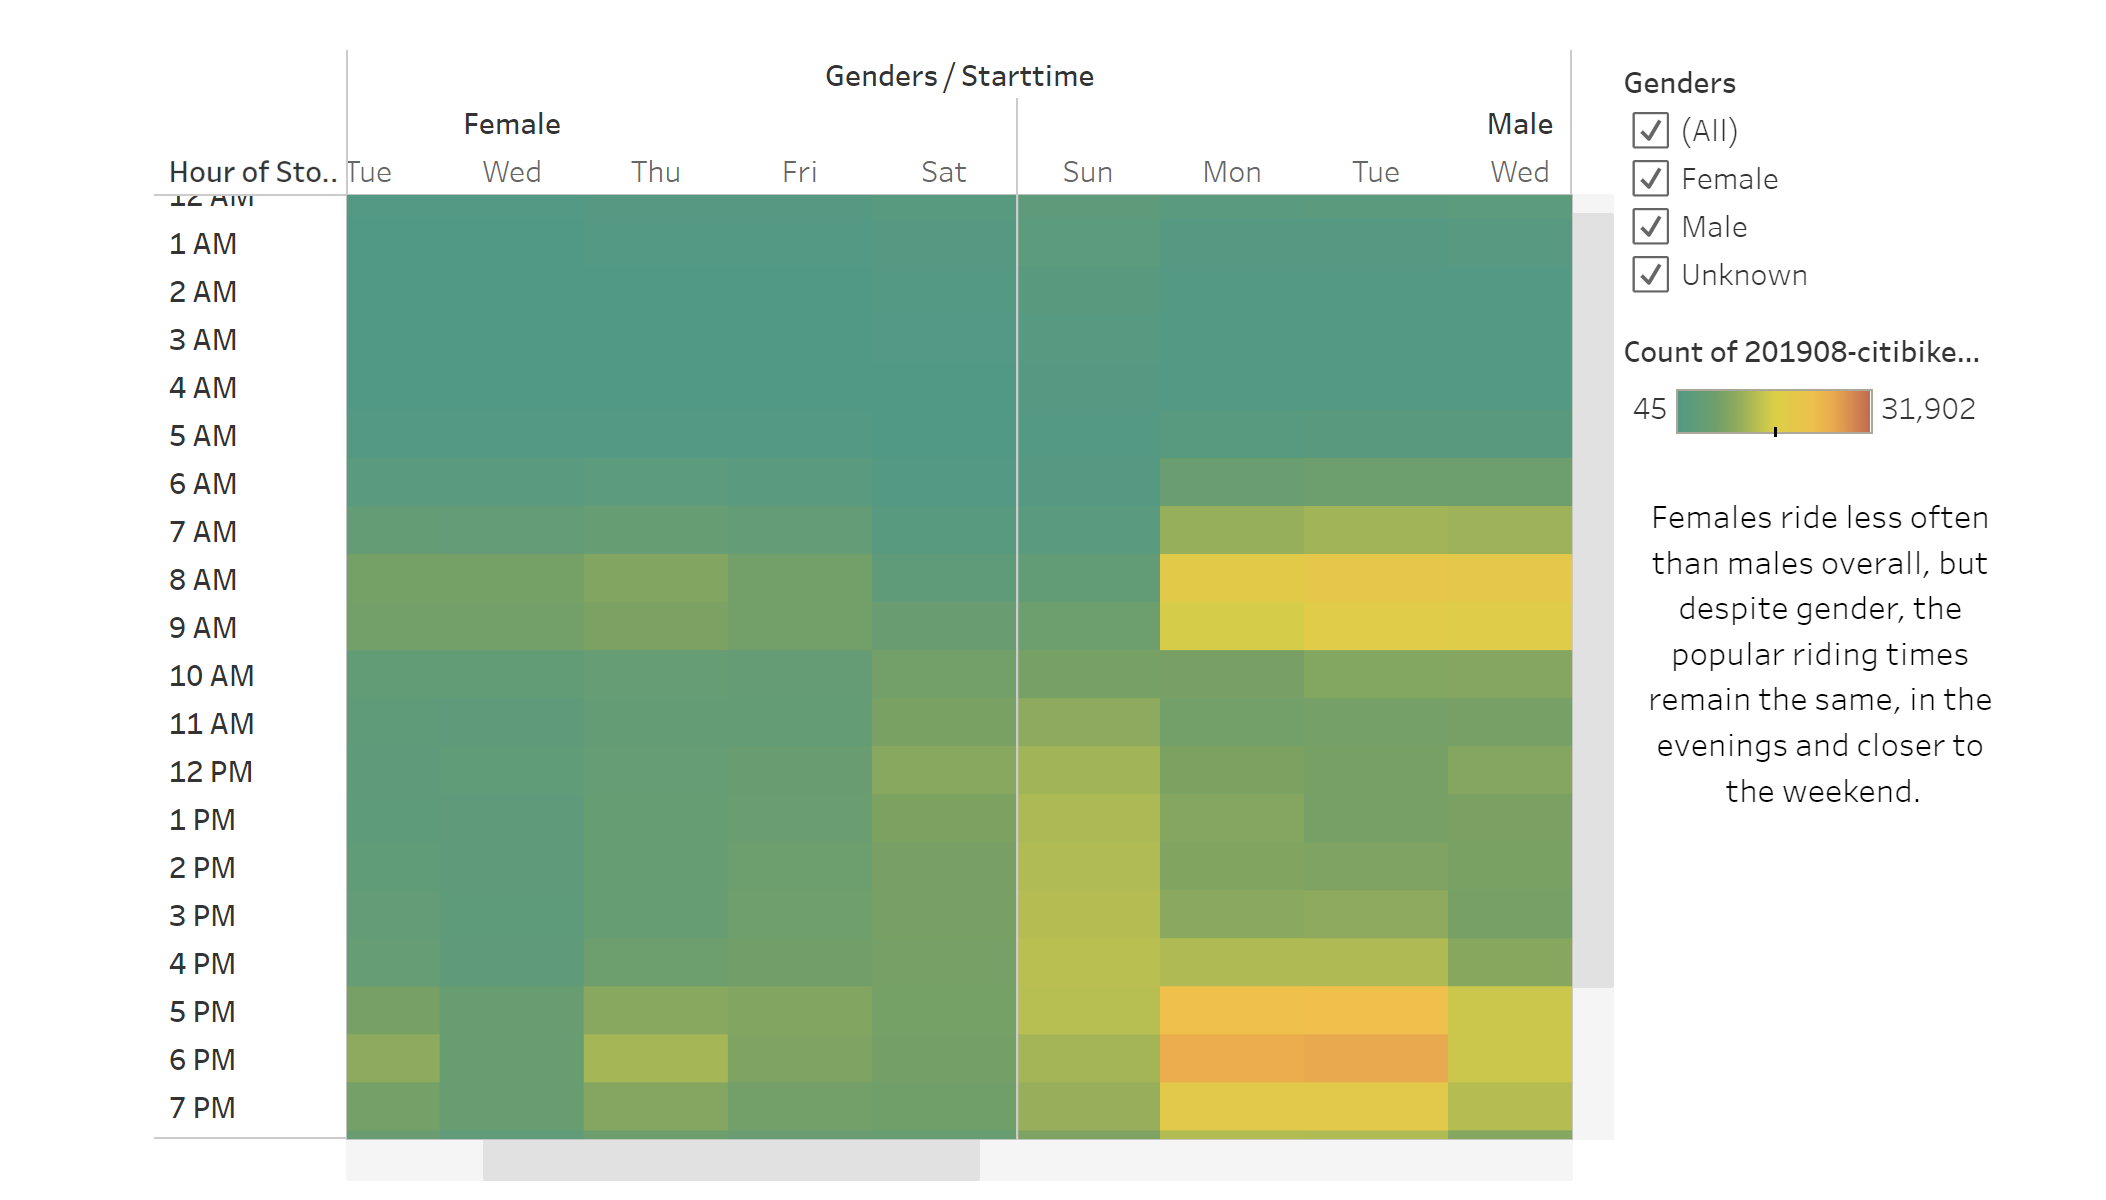 Genders / Starttime
Female
Male
Hour of Sto..
Tue
Wed
Thu
Fri
Sat
Sun
Mon
Tue
Wed
12 AM
1 AM
2 AM
3 AM
4 AM
5 AM
6 AM
7 AM
8 AM
9 AM
10 AM
11 AM
12 PM
1 PM
2 PM
3 PM
4 PM
5 PM
6 PM
7 PM
Genders
(All)
Female
Male
Unknown
Count of 201908-citibike...
45
31,902
Females ride less often
than males overall, but
despite gender, the
popular riding times
remain the same, in the
evenings and closer to
the weekend.